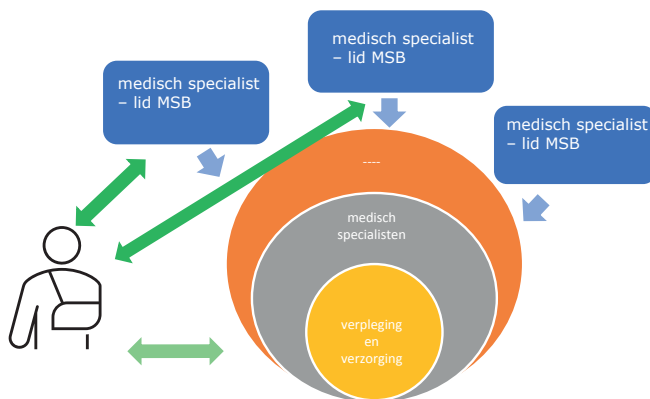 medisch specialist
– lid MSB
medisch specialist
– lid MSB
medisch specialist
– lid MSB
----
medisch
specialisten
verpleging
en
verzorging